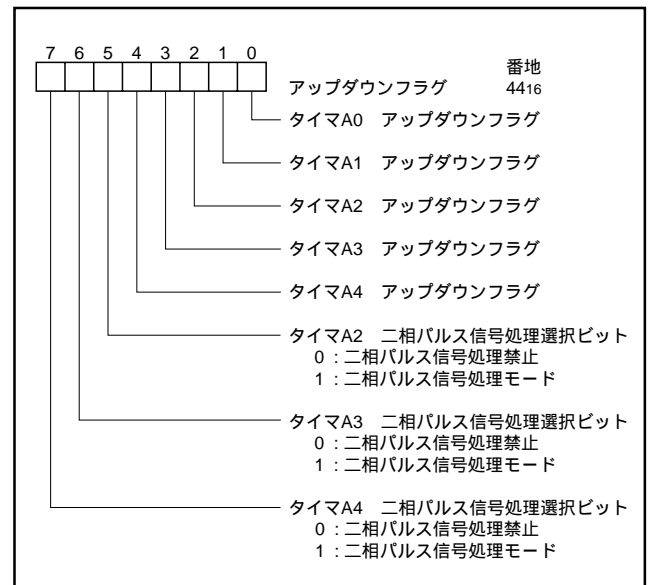 7 6 5 4 3 2 1 0
番地
アップダウンフラグ 4416
タイマA0 アップダウンフラグ
タイマA1 アップダウンフラグ
タイマA2 アップダウンフラグ
タイマA3 アップダウンフラグ
タイマA4 アップダウンフラグ
タイマA2 二相パルス信号処理選択ビット
0：二相パルス信号処理禁止
1：二相パルス信号処理モード
タイマA3 二相パルス信号処理選択ビット
0：二相パルス信号処理禁止
1：二相パルス信号処理モード
タイマA4 二相パルス信号処理選択ビット
0：二相パルス信号処理禁止
1：二相パルス信号処理モード